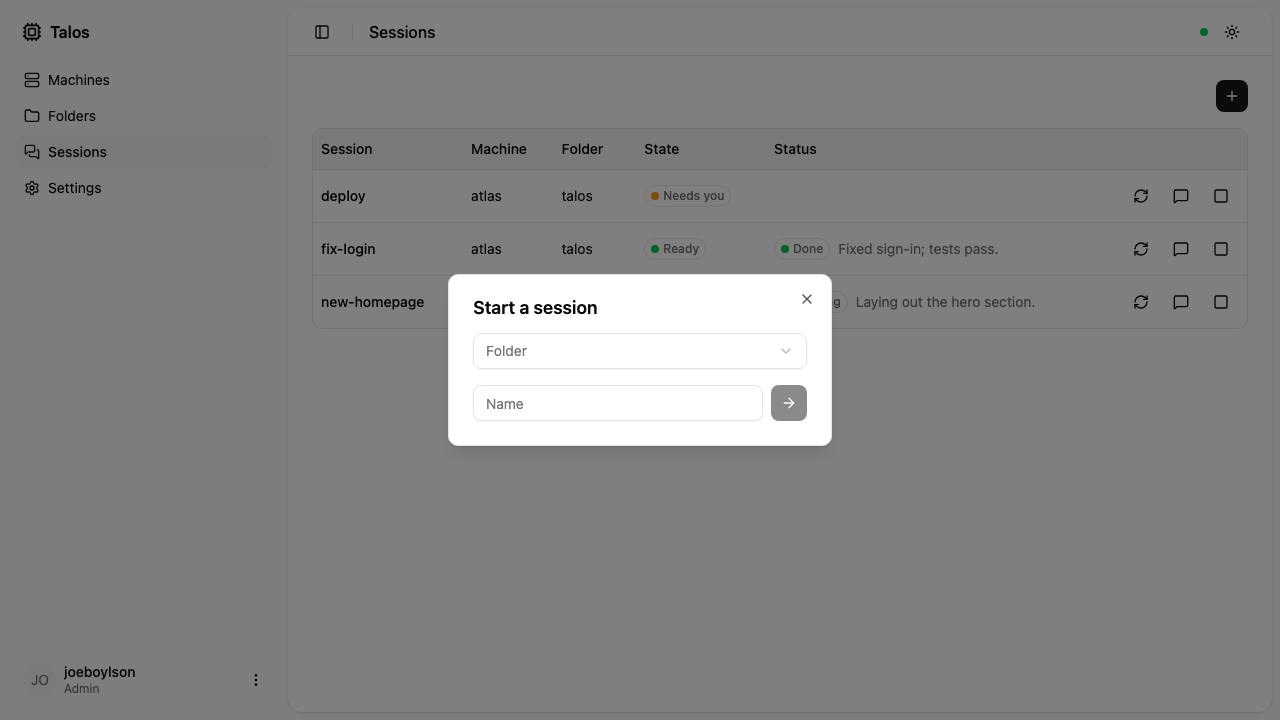 Talos
Sessions
Machines
Folders
Sessions
Settings
Session Machine Folder State Status
deploy atlas talos Needs you
fix-login atlas talos Ready Done Fixed sign-in; tests pass.
new-homepage Laying out the hero section.
Start a session
Folder
Name
JO
joeboylson
Admin